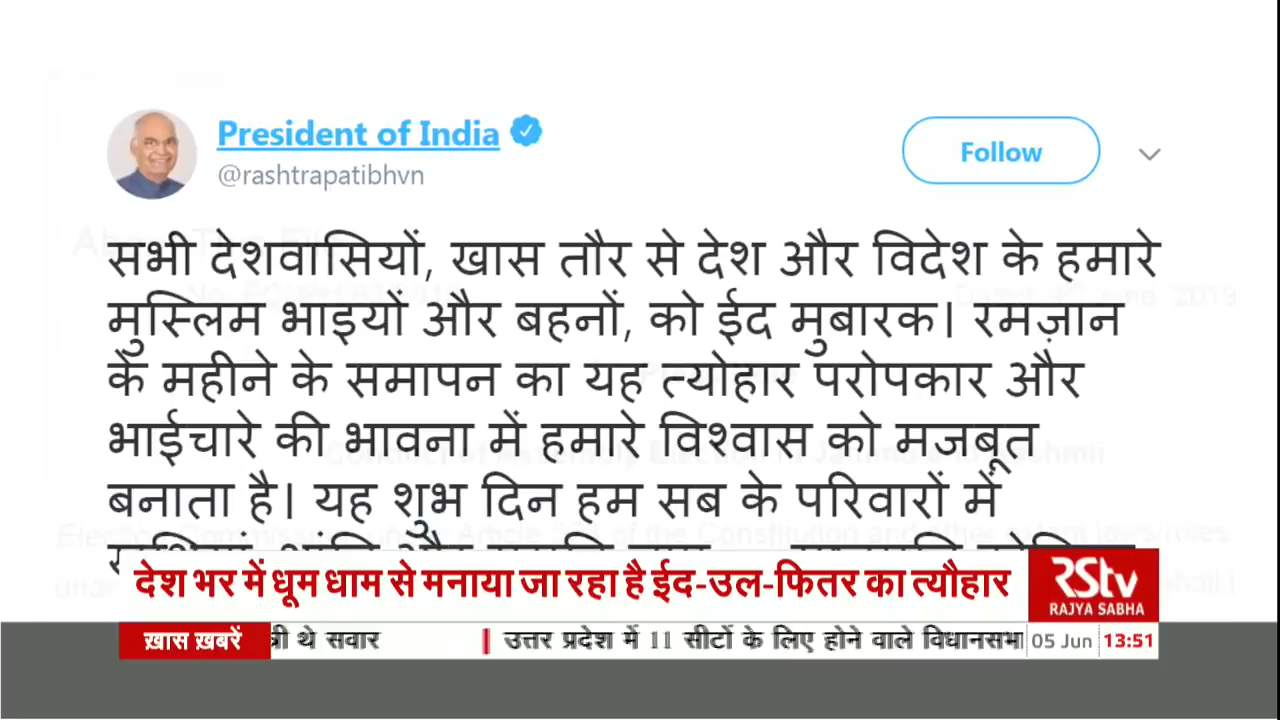 President of India
@rashtrapatibhvn
Follow
सभी देशवासियों, खास तौर से देश और विदेश के हमारे
मुस्लिम भाइयों और बहनों, को ईद मुबारक। रमज़ान
के महीने के समापन का यह त्योहार परोपकार और
भाईचारे की भावना में हमारे विश्वास को मज़बूत
बनाता है। यह शुभ दिन हम सब के परिवारों में
देश भर में धूम धाम से मनाया जा रहा है ईद-उल-फितर का त्यौहार
RStv
RAJYA SABHA
ख़ास ख़बरें
की थे सवार | उत्तर प्रदेश में 11 सीटों के लिए होने वाले विधानसभा
05 Jun
13:51